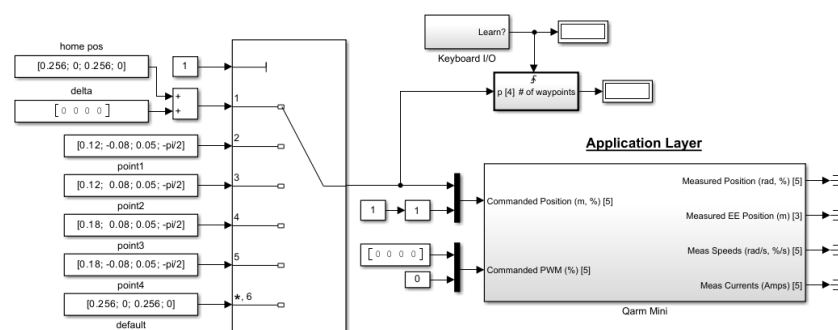 home pos
[0.256; 0; 0.256; 0]
delta
[0 0 0 0]
+
+
1
1
[0.12; -0.08; 0.05; -pi/2]
point1
2
[0.12; 0.08; 0.05; -pi/2]
point2
3
[0.18; 0.08; 0.05; -pi/2]
point3
4
[0.18; -0.08; 0.05; -pi/2]
point4
5
[0.256; 0; 0.256; 0]
default
*, 6
Learn?
Keyboard I/O
p [4] # of waypoints
Application Layer
1
1
[0 0 0 0]
0
Commanded Position (m, %) [5]
Commanded PWM (%) [5]
Measured Position (rad, %) [5]
Measured EE Position (m) [3]
Meas Speeds (rad/s, %/s) [5]
Meas Currents (Amps) [5]
Qarm Mini